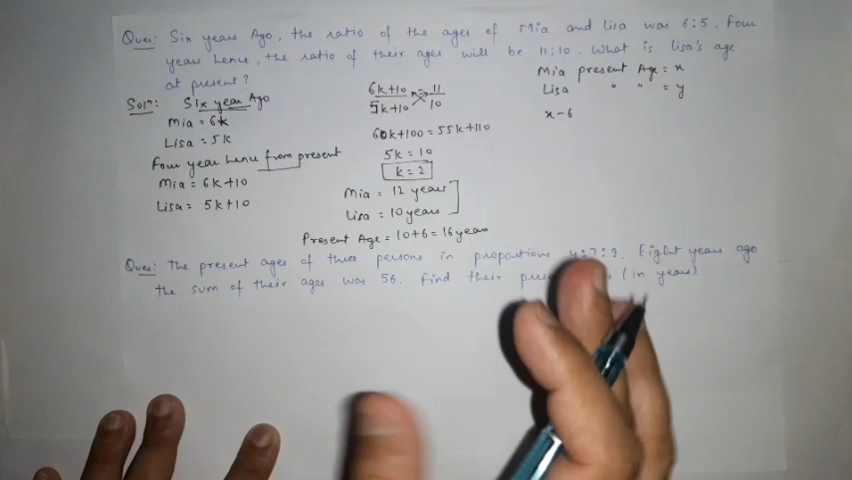 Ques: Six years Ago, the ratio of the ages of Mia and Lisa was 6:5. Four
years hence, the ratio of their ages will be 11:10. What is Lisa's age
at present?
Soln: Six year Ago
Mia = 6k
Lisa = 5k
Four year hence from present
Mia = 6k+10
Lisa = 5k+10
6k+10 = 11
5k+10 10
60k+100 = 55k+110
5k = 10
k = 2
Mia = 12 years
Lisa = 10 years
Present Age = 10+6 = 16 years
Mia present Age = x
Lisa " " = y
x-6
Ques: The present ages of three persons in proportions 4:7:9. Eight years ago
the sum of their ages was 56. Find their (in years)